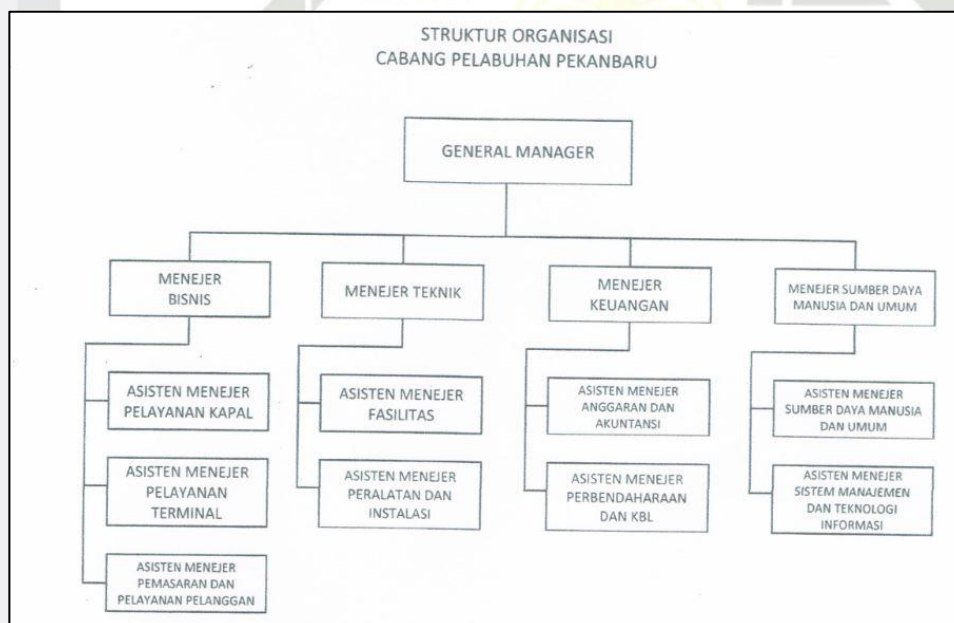 STRUKTUR ORGANISASI
CABANG PELABUHAN PEKANBARU
GENERAL MANAGER
MENEJER
BISNIS
MENEJER TEKNIK
MENEJER
KEUANGAN
MENEJER SUMBER DAYA
MANUSIA DAN UMUM
ASISTEN MENEJER
PELAYANAN KAPAL
ASISTEN MENEJER
FASILITAS
ASISTEN MENEJER
ANGGARAN DAN
AKUNTANSI
ASISTEN MENEJER
SUMBER DAYA MANUSIA
DAN UMUM
ASISTEN MENEJER
PELAYANAN
TERMINAL
ASISTEN MENEJER
PERALATAN DAN
INSTALASI
ASISTEN MENEJER
PERBENDAHARAAN
DAN KBL
ASISTEN MENEJER
SISTEM MANAJEMEN
DAN TEKNOLOGI
INFORMASI
ASISTEN MENEJER
PEMASARAN DAN
PELAYANAN PELANGGAN